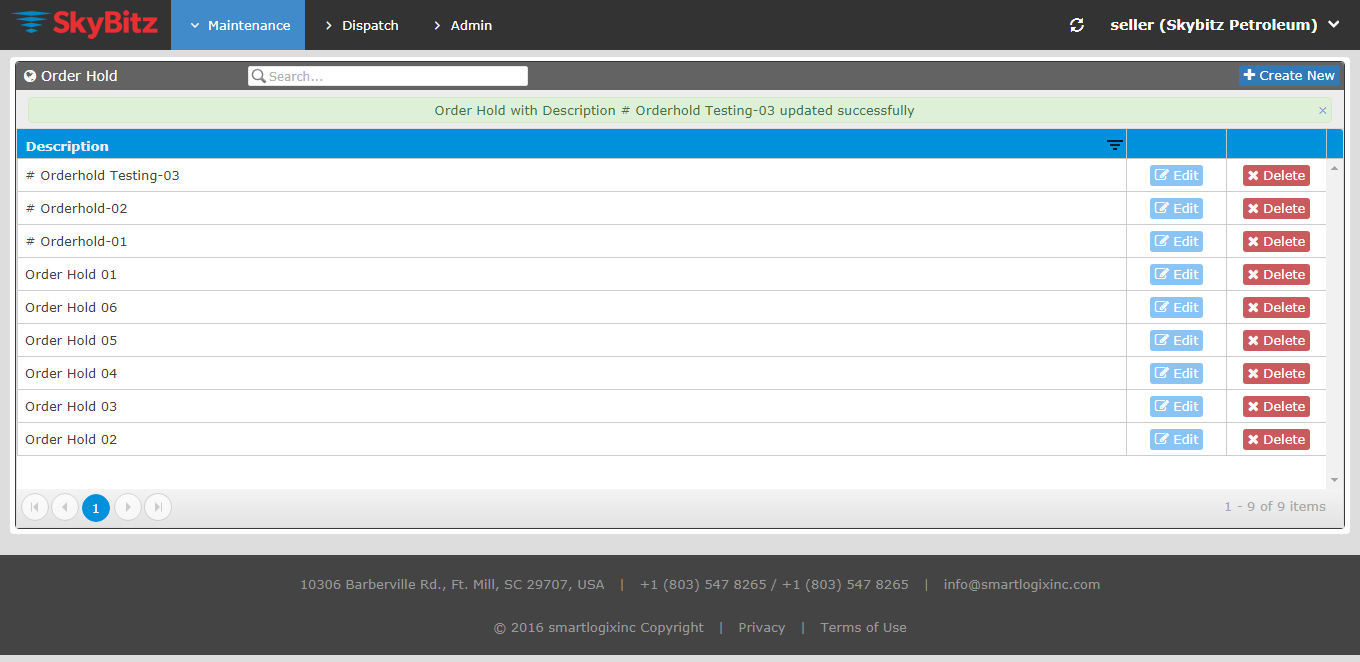 SkyBitz Maintenance Dispatch Admin seller (Skybitz Petroleum)
Order Hold Search... Create New
Order Hold with Description # Orderhold Testing-03 updated successfully ×
Description
# Orderhold Testing-03 Edit Delete
# Orderhold-02 Edit Delete
# Orderhold-01 Edit Delete
Order Hold 01 Edit Delete
Order Hold 06 Edit Delete
Order Hold 05 Edit Delete
Order Hold 04 Edit Delete
Order Hold 03 Edit Delete
Order Hold 02 Edit Delete
1 1 - 9 of 9 items
10306 Barberville Rd., Ft. Mill, SC 29707, USA | +1 (803) 547 8265 / +1 (803) 547 8265 | info@smartlogixinc.com
© 2016 smartlogixinc Copyright | Privacy | Terms of Use